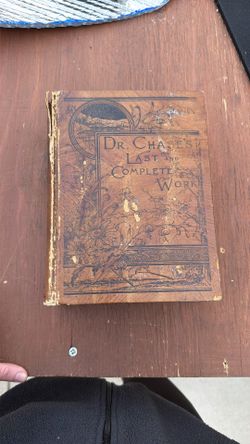 DR. CHASE'S
LAST AND
COMPLETE
WORK